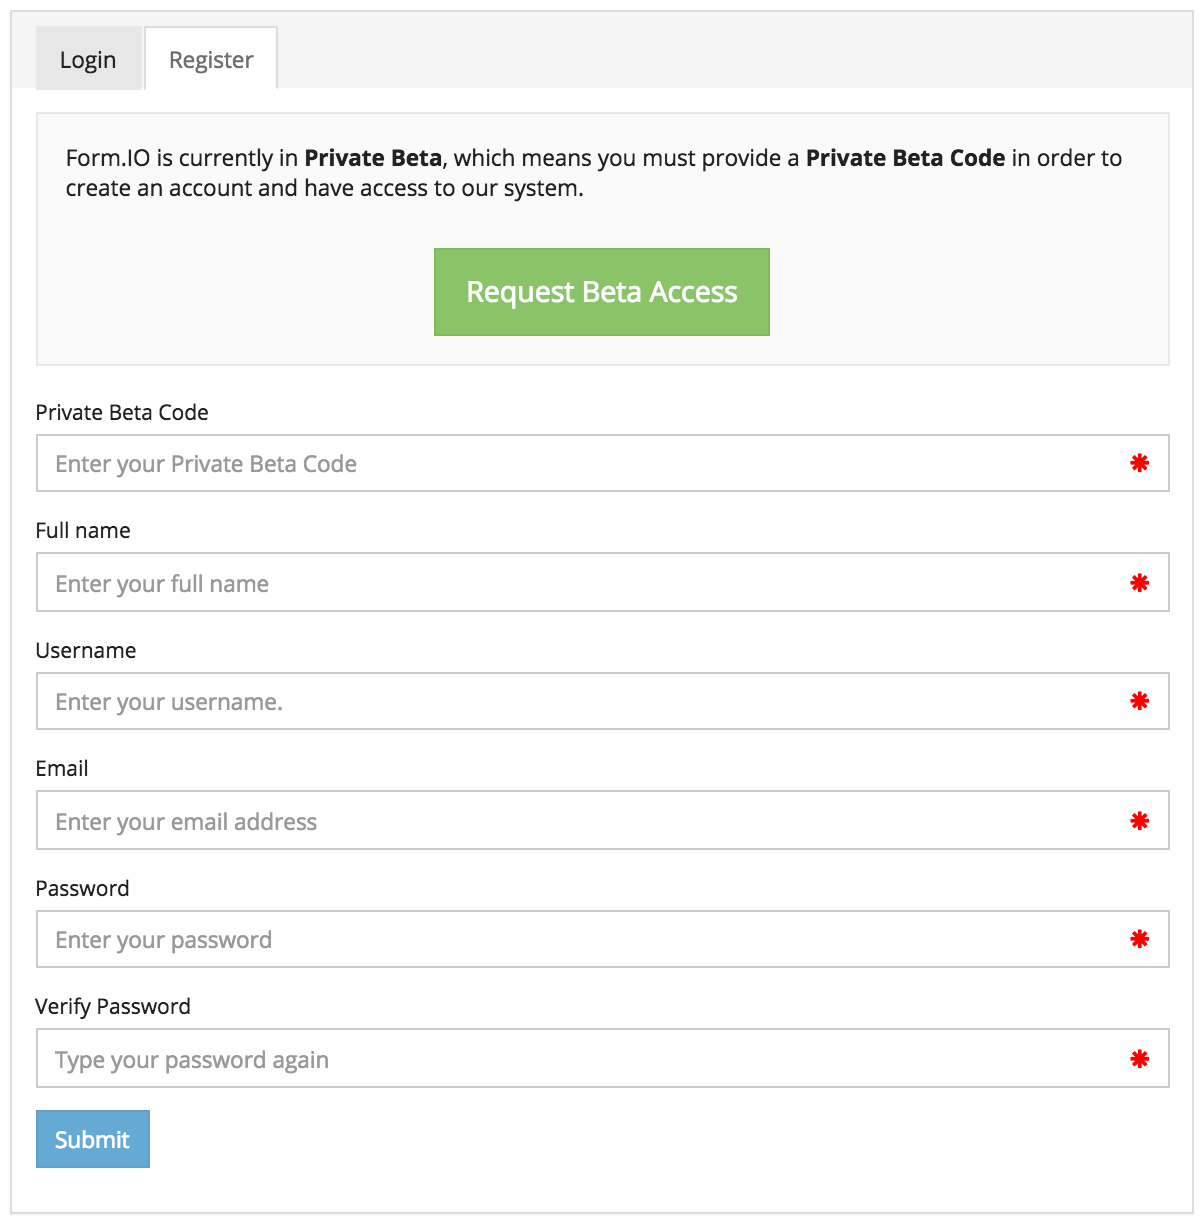 Login
Register
Form.IO is currently in Private Beta, which means you must provide a Private Beta Code in order to
create an account and have access to our system.
Request Beta Access
Private Beta Code
Enter your Private Beta Code
Full name
Enter your full name
Username
Enter your username.
Email
Enter your email address
Password
Enter your password
Verify Password
Type your password again
Submit